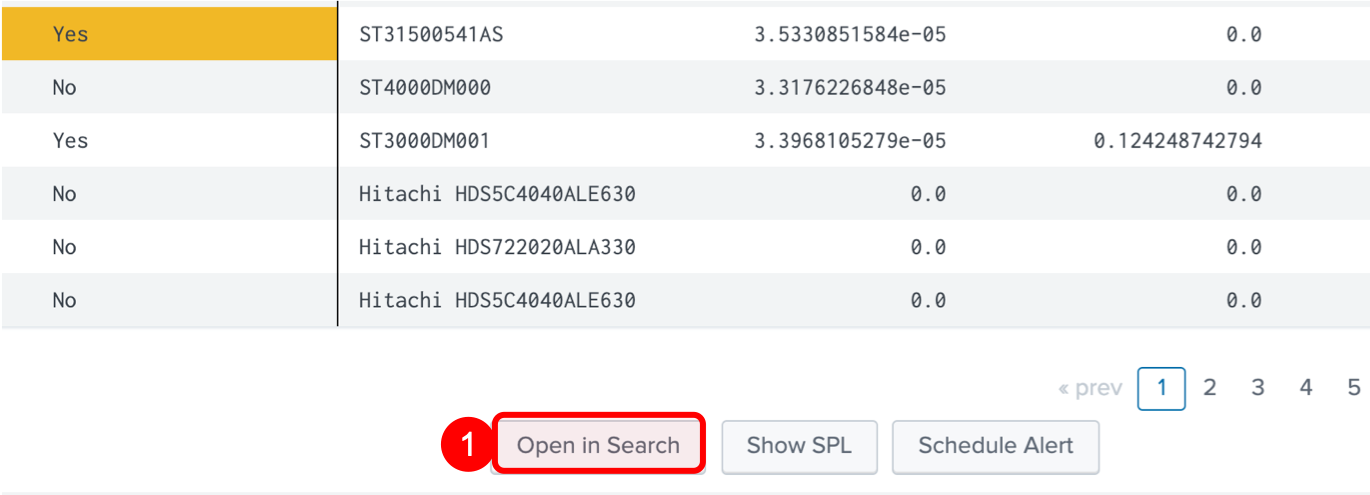 Yes ST31500541AS 3.5330851584e-05 0.0
No ST4000DM000 3.3176226848e-05 0.0
Yes ST3000DM001 3.3968105279e-05 0.124248742794
No Hitachi HDS5C4040ALE630 0.0 0.0
No Hitachi HDS722020ALA330 0.0 0.0
No Hitachi HDS5C4040ALE630 0.0 0.0
« prev 1 2 3 4 5
1 Open in Search Show SPL Schedule Alert